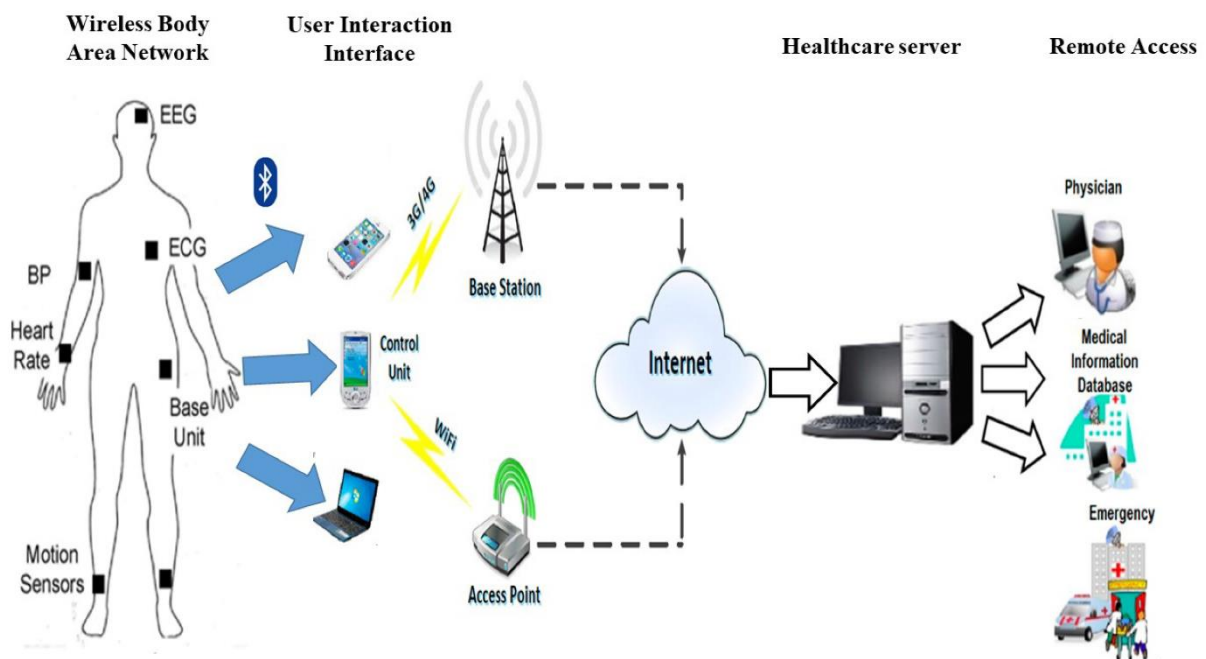 Wireless Body
Area Network
User Interaction
Interface
Healthcare server
Remote Access
EEG
ECG
BP
Heart
Rate
Base
Unit
Motion
Sensors
3G/4G
Control
Unit
WiFi
Base Station
Access Point
Internet
Physician
Medical
Information
Database
Emergency